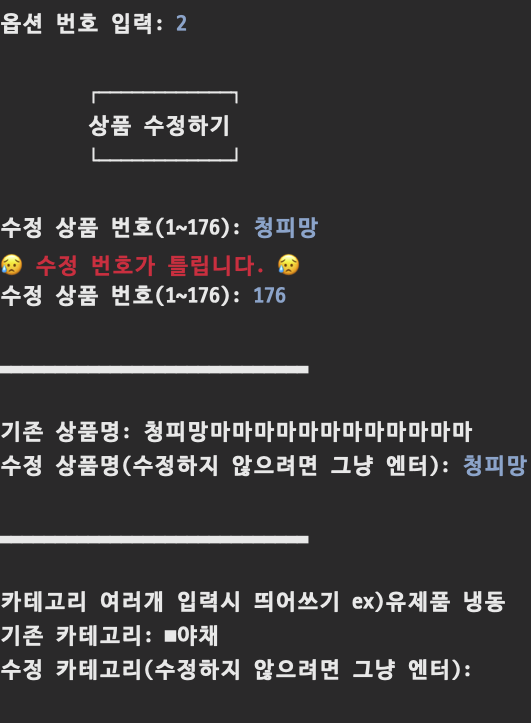 옵션 번호 입력: 2
상품 수정하기
수정 상품 번호(1~176): 청피망
😥 수정 번호가 틀립니다. 😥
수정 상품 번호(1~176): 176
기존 상품명: 청피망마마마마마마마마마마마마
수정 상품명(수정하지 않으려면 그냥 엔터): 청피망
카테고리 여러개 입력시 띄어쓰기 ex)유제품 냉동
기존 카테고리: ■야채
수정 카테고리(수정하지 않으려면 그냥 엔터):